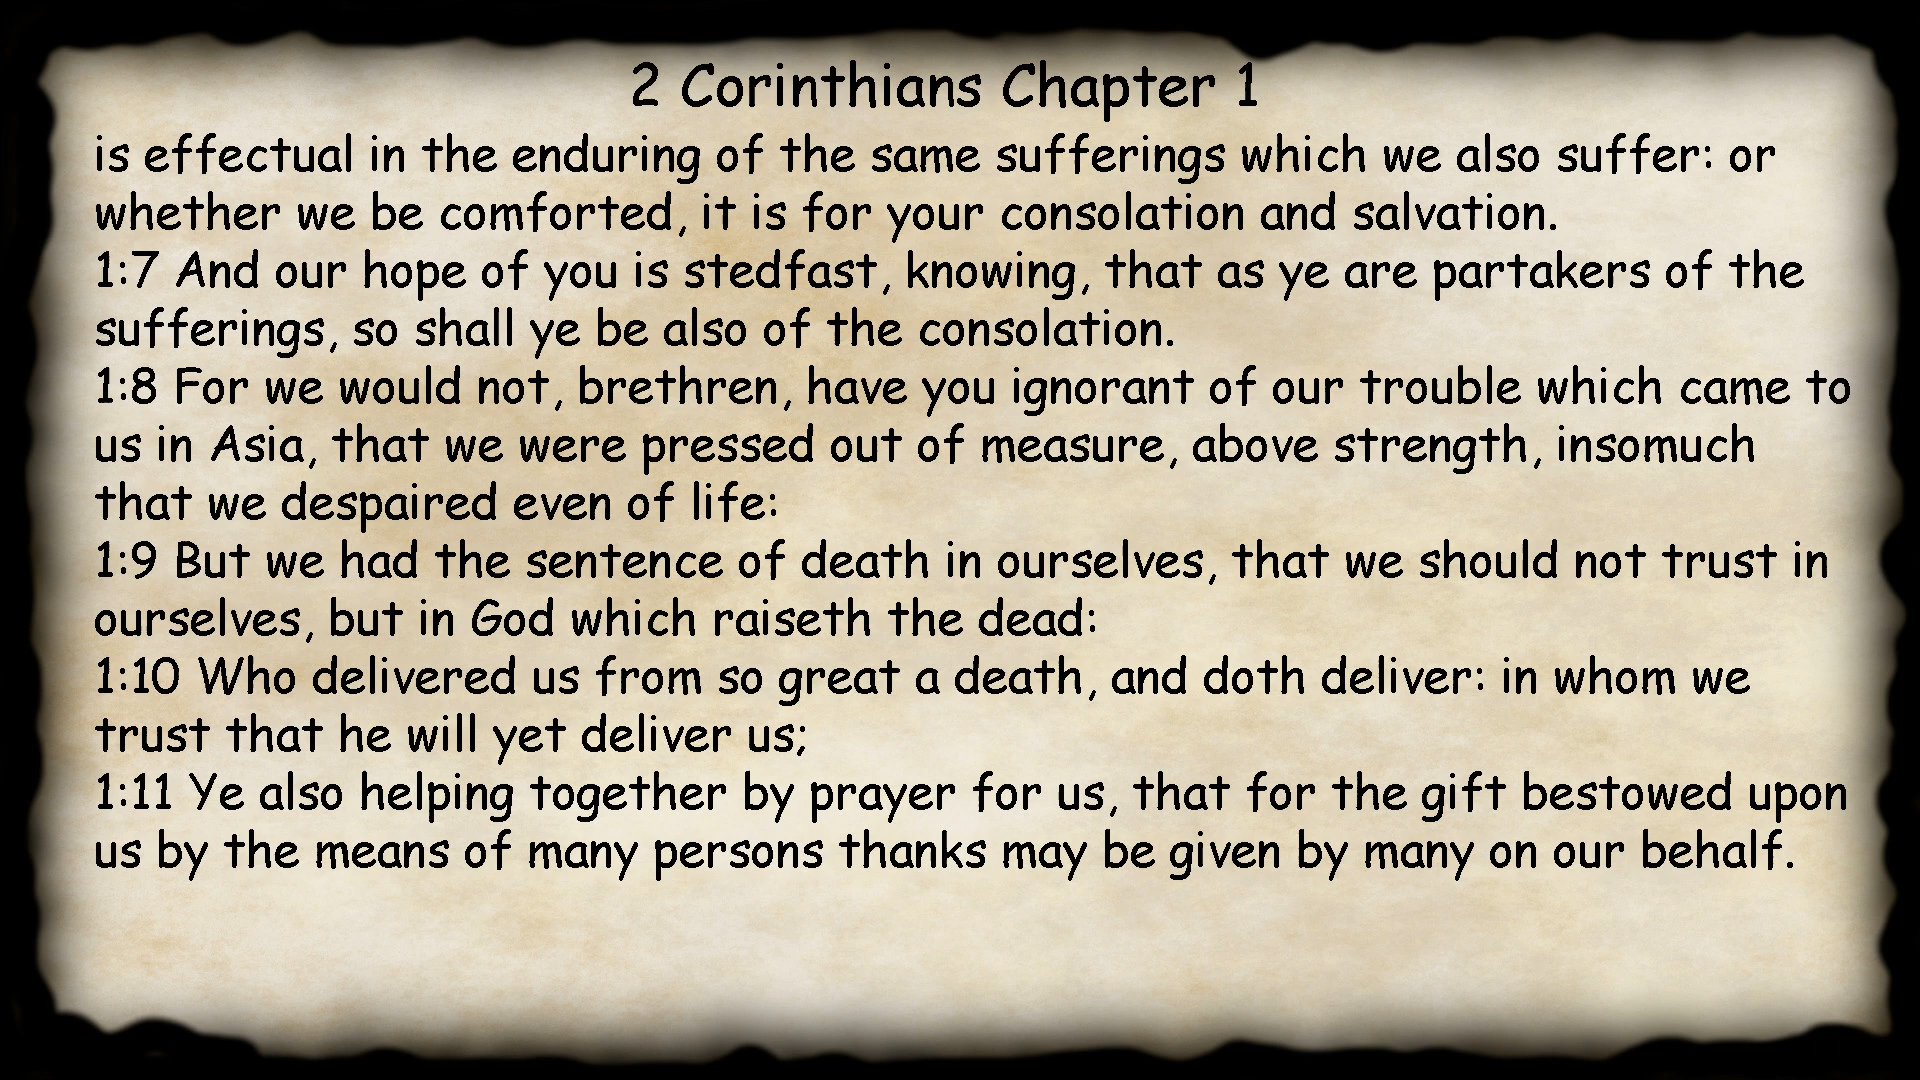 2 Corinthians Chapter 1
is effectual in the enduring of the same sufferings which we also suffer: or
whether we be comforted, it is for your consolation and salvation.
1:7 And our hope of you is stedfast, knowing, that as ye are partakers of the
sufferings, so shall ye be also of the consolation.
1:8 For we would not, brethren, have you ignorant of our trouble which came to
us in Asia, that we were pressed out of measure, above strength, insomuch
that we despaired even of life:
1:9 But we had the sentence of death in ourselves, that we should not trust in
ourselves, but in God which raiseth the dead:
1:10 Who delivered us from so great a death, and doth deliver: in whom we
trust that he will yet deliver us;
1:11 Ye also helping together by prayer for us, that for the gift bestowed upon
us by the means of many persons thanks may be given by many on our behalf.